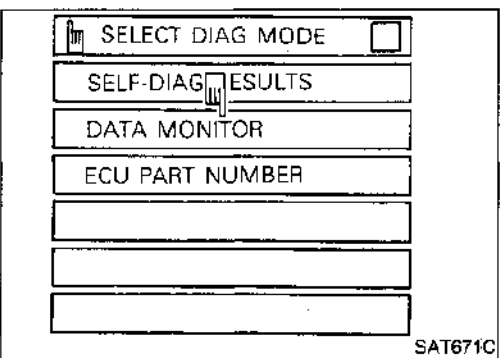 SELECT DIAG MODE
SELF-DIAG ESULTS
DATA MONITOR
ECU PART NUMBER
SAT671C